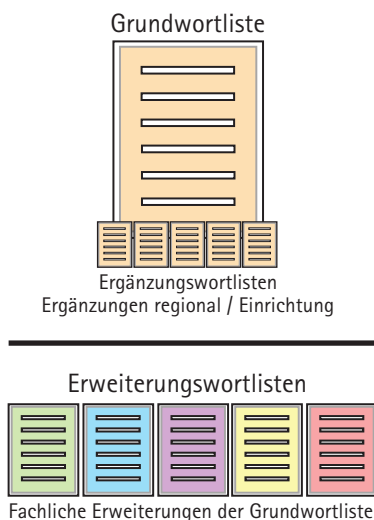 Grundwortliste
Ergänzungswortlisten
Ergänzungen regional / Einrichtung
Erweiterungswortlisten
Fachliche Erweiterungen der Grundwortliste